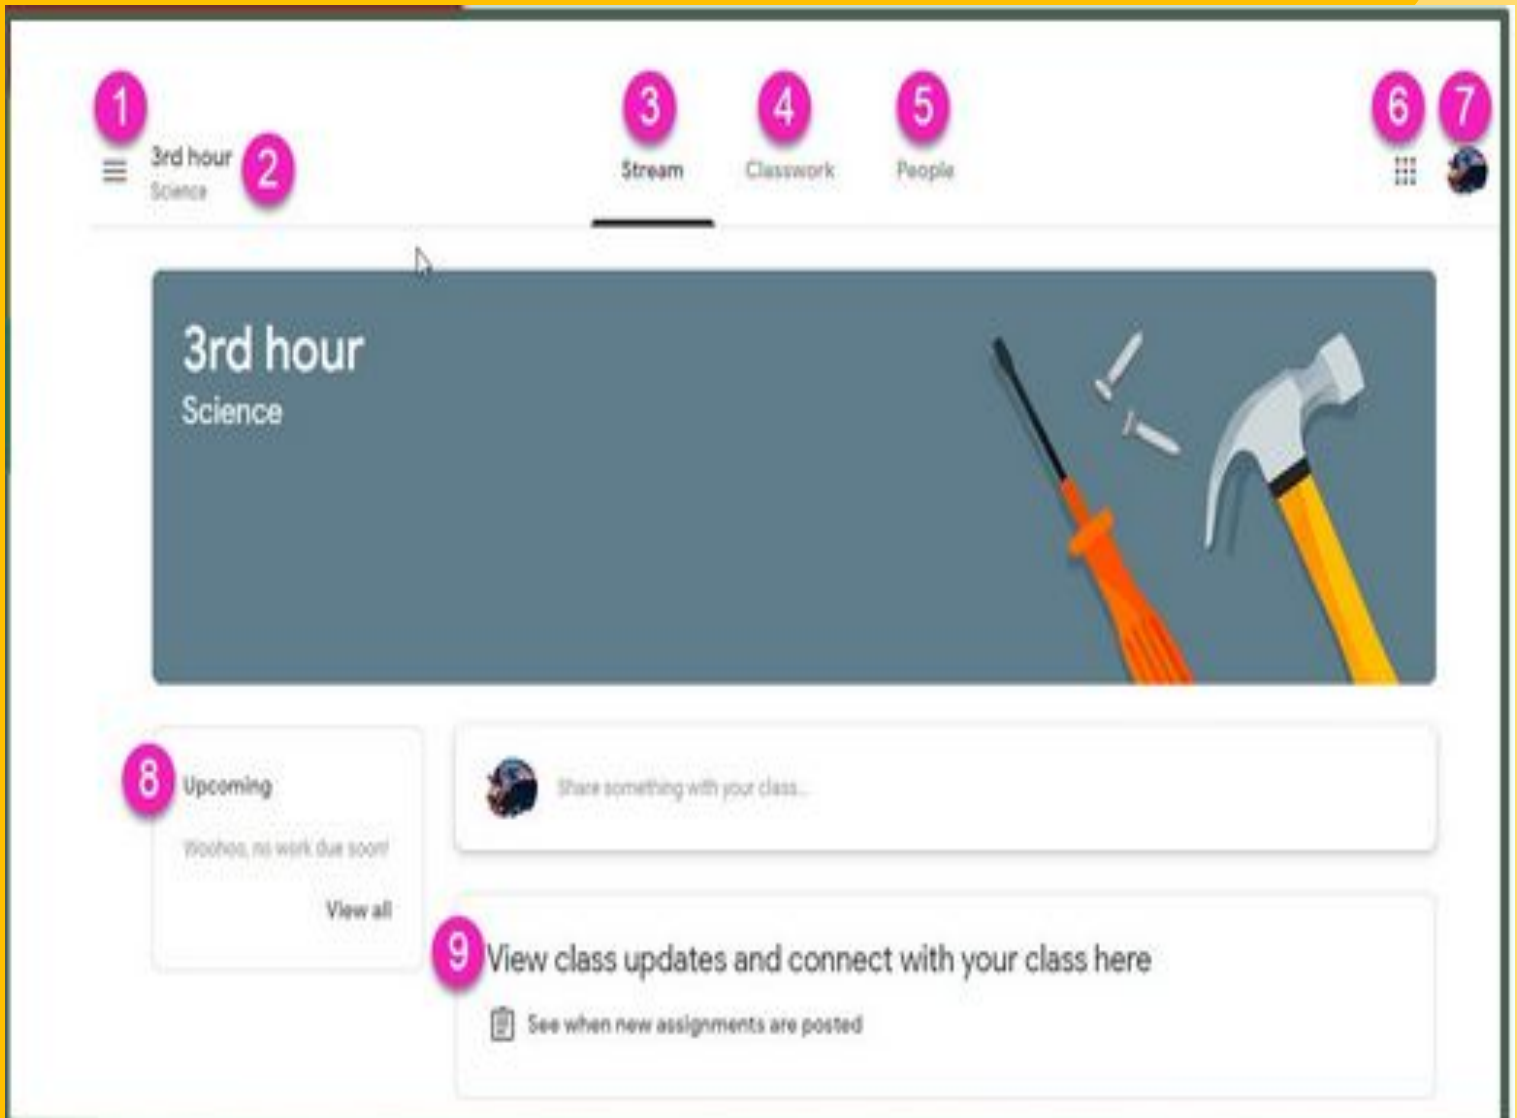 1
3
4
5
6
7
3rd hour
2
Science
Stream
Classwork
People
3rd hour
Science
8
Upcoming
Share something with your class...
Woohoo, no work due soon!
View all
9
View class updates and connect with your class here
See when new assignments are posted